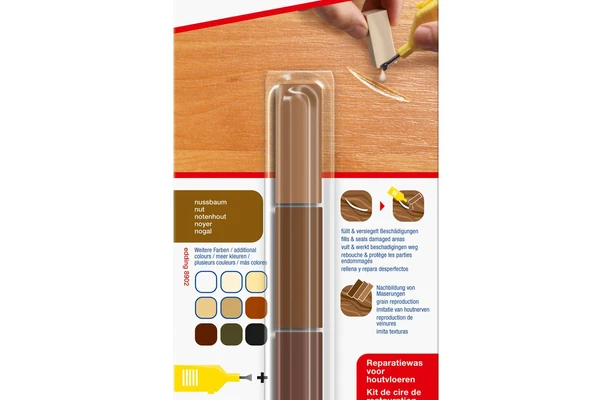 nussbaum
nut
notenhout
noyer
nogal
Weitere Farben / additional
colours / meer kleuren /
plusieurs couleurs / más colores
edding 8902
füllt & versiegelt Beschädigungen
fills & seals damaged areas
vult & werkt beschadigingen weg
rebouche & protège les parties
endommagés
rellena y repara desperfectos
Nachbildung von
Maserungen
grain reproduction
imitatie van houtnerven
reproduction de
veinures
imita texturas
+
Reparatiewas
voor
houtvloeren
Kit de cire de
restauration